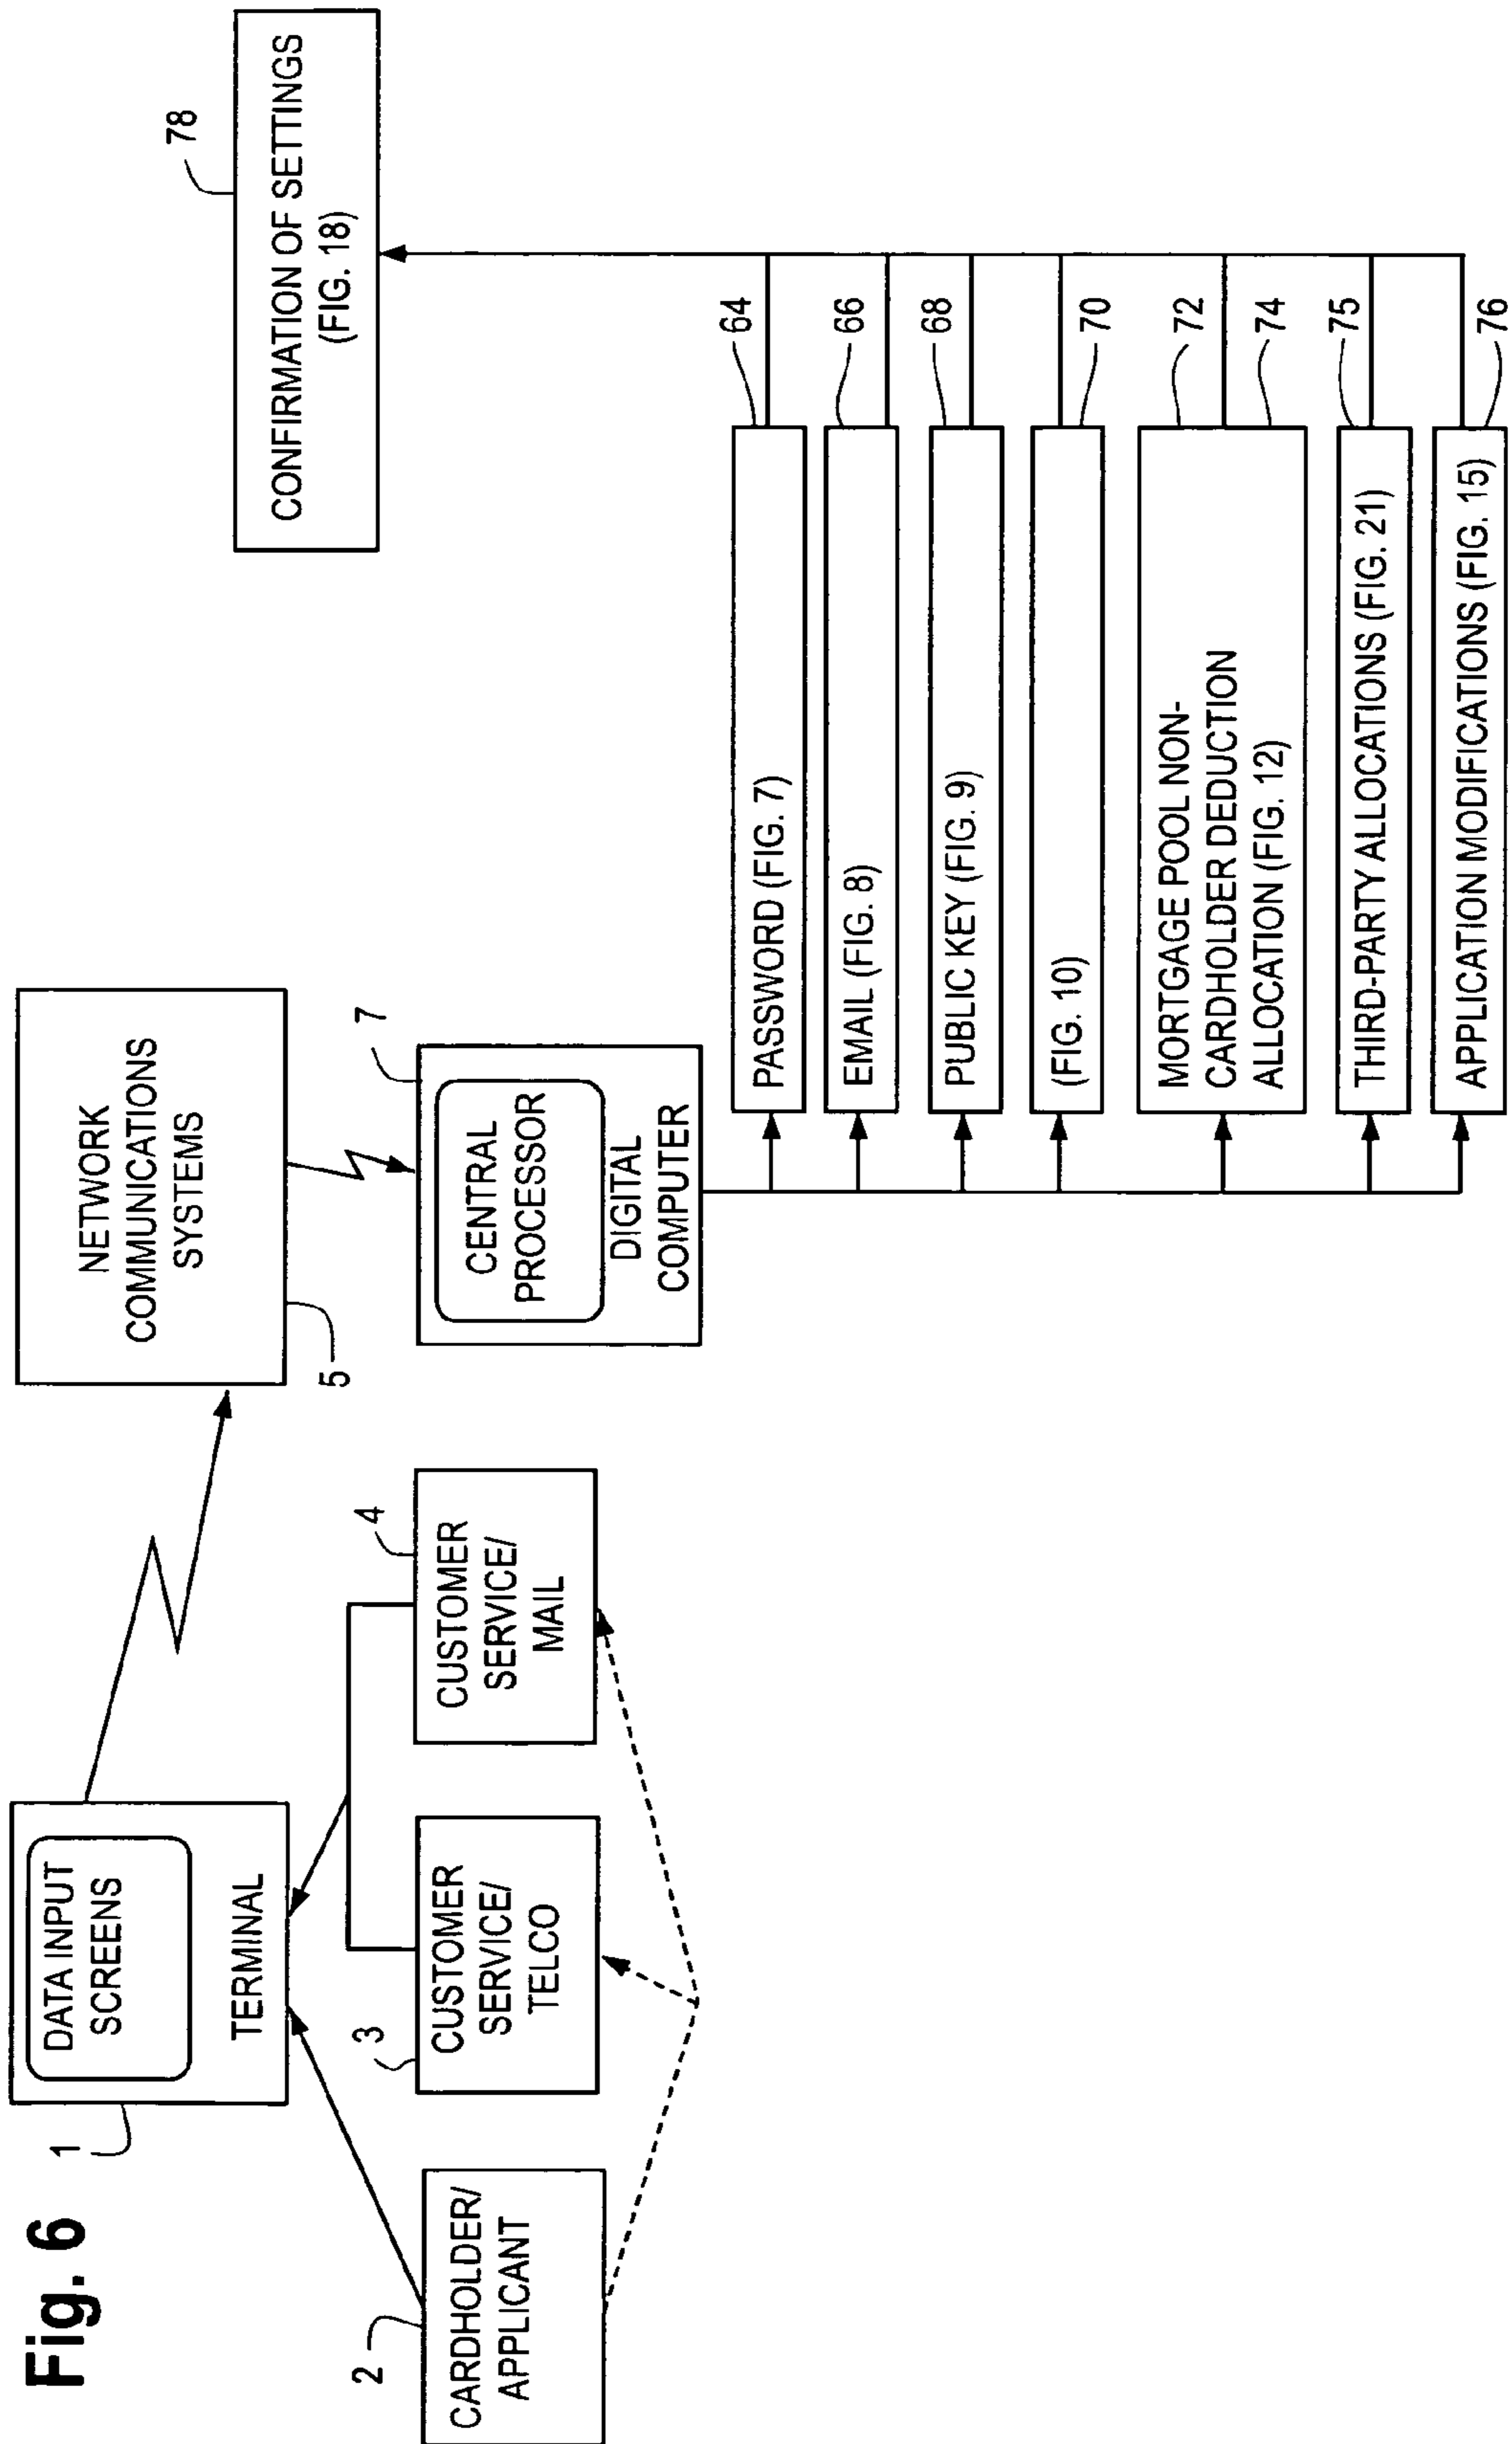 Fig. 6
1
DATA INPUT
SCREENS
TERMINAL
2
CARDHOLDER/
APPLICANT
3
CUSTOMER
SERVICE/
TELCO
4
CUSTOMER
SERVICE/
MAIL
NETWORK
COMMUNICATIONS
SYSTEMS
5
7
CENTRAL
PROCESSOR
DIGITAL
COMPUTER
PASSWORD (FIG. 7)
64
EMAIL (FIG. 8)
66
PUBLIC KEY (FIG. 9)
68
(FIG. 10)
70
MORTGAGE POOL NON-
CARDHOLDER DEDUCTION
ALLOCATION (FIG. 12)
72
74
THIRD-PARTY ALLOCATIONS (FIG. 21)
75
APPLICATION MODIFICATIONS (FIG. 15)
76
78
CONFIRMATION OF SETTINGS
(FIG. 18)